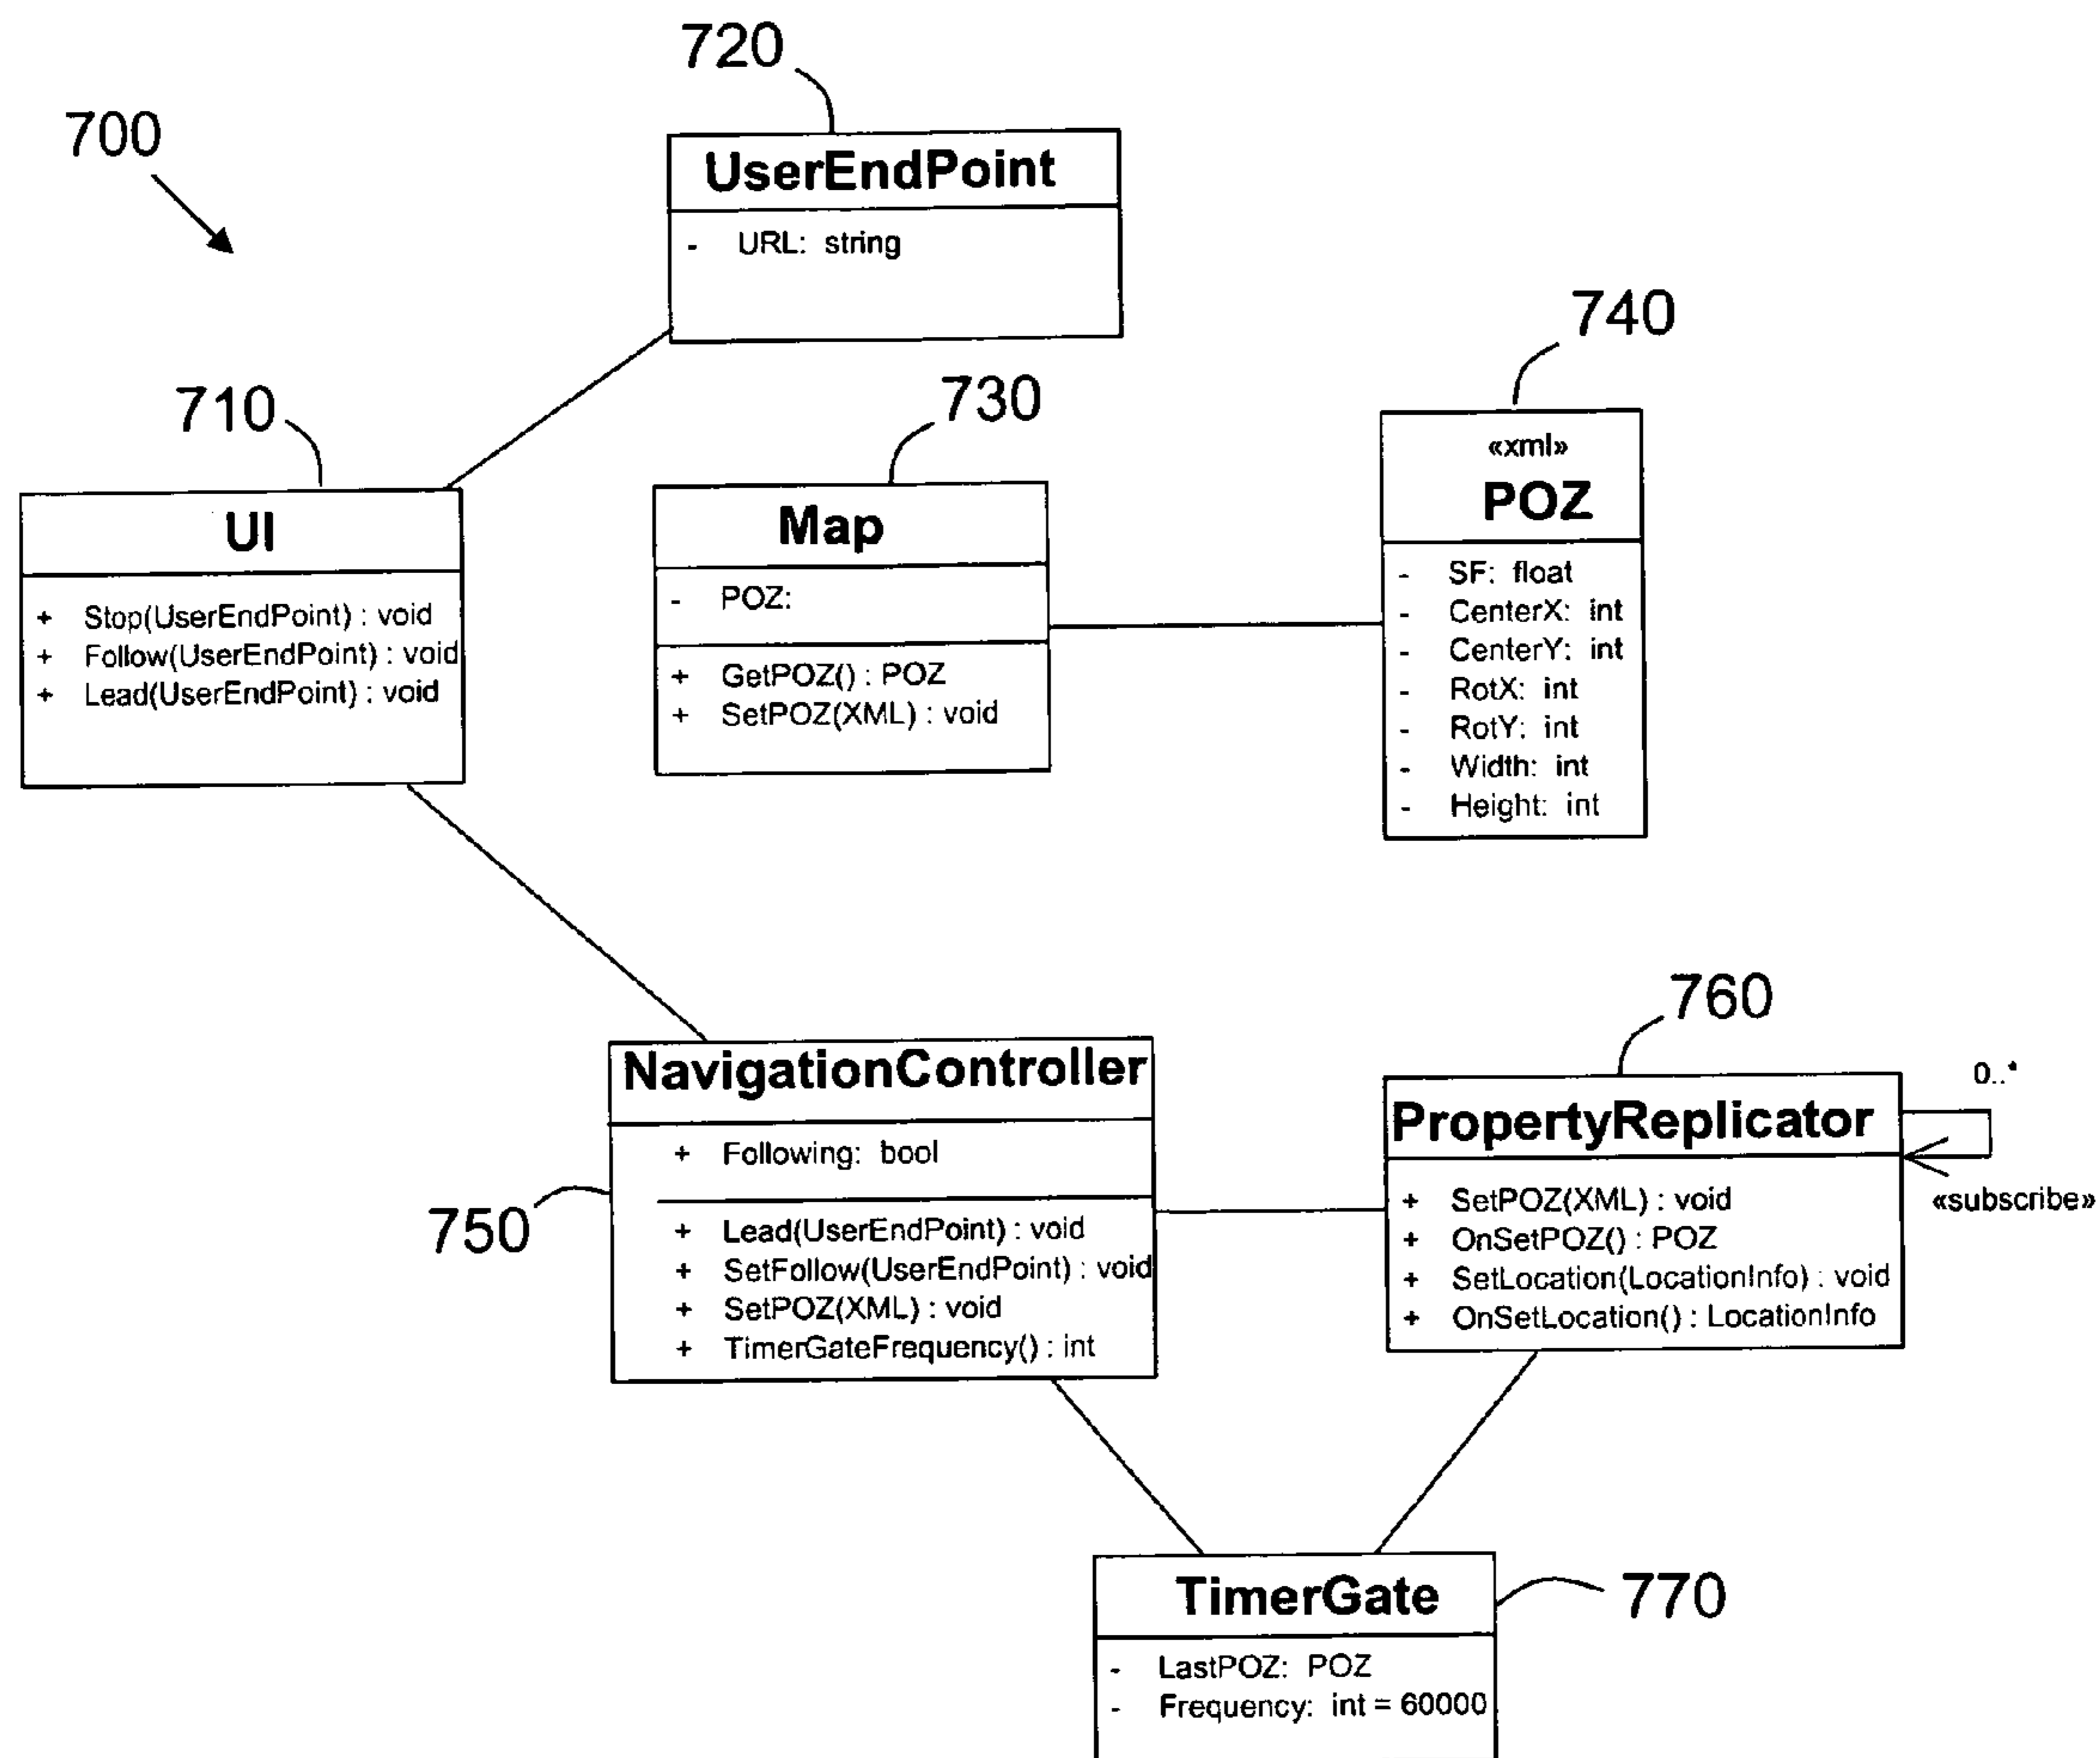 720
700
UserEndPoint
- URL: string
740
730
710
«xml»
POZ
- SF: float
- CenterX: int
- CenterY: int
- RotX: int
- RotY: int
- Width: int
- Height: int
UI
+ Stop(UserEndPoint) : void
+ Follow(UserEndPoint) : void
+ Lead(UserEndPoint) : void
Map
- POZ:
+ GetPOZ() : POZ
+ SetPOZ(XML) : void
760
NavigationController
+ Following: bool
750
+ Lead(UserEndPoint) : void
+ SetFollow(UserEndPoint) : void
+ SetPOZ(XML) : void
+ TimerGateFrequency() : int
0..*
PropertyReplicator
+ SetPOZ(XML) : void
+ OnSetPOZ() : POZ
+ SetLocation(LocationInfo) : void
+ OnSetLocation() : LocationInfo
«subscribe»
TimerGate
770
- LastPOZ: POZ
- Frequency: int = 60000